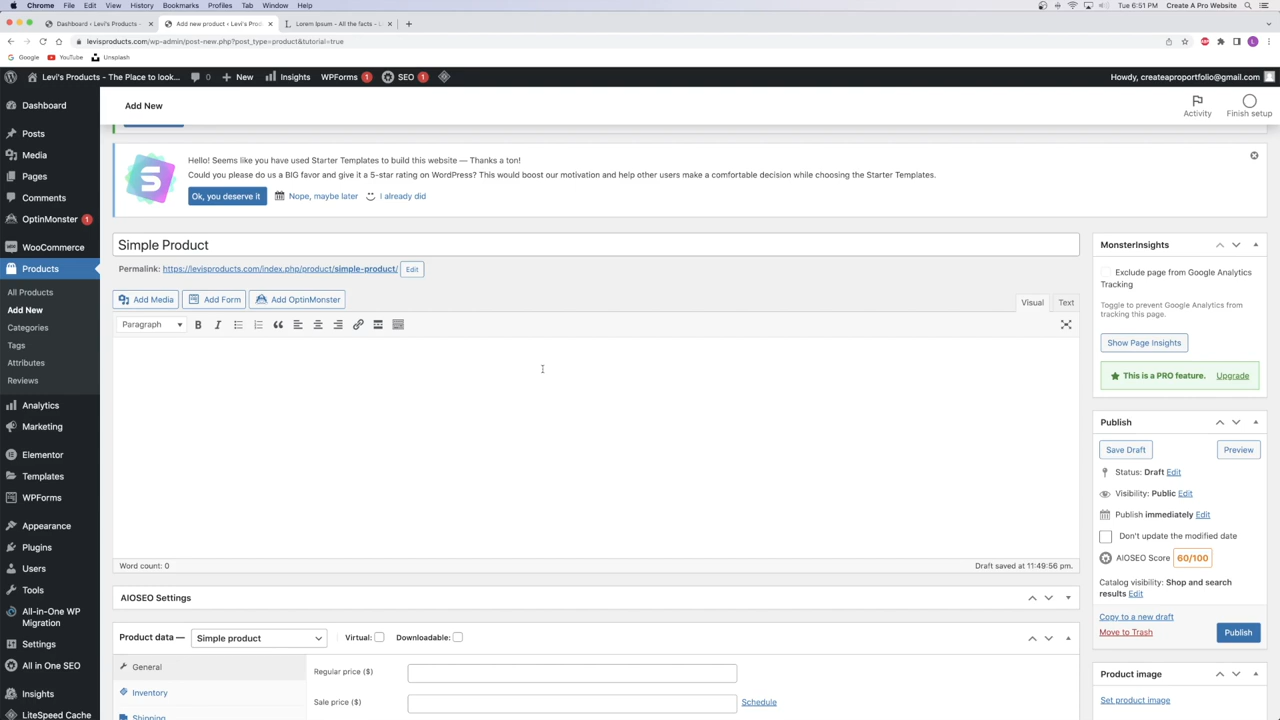 Chrome File Edit View History Bookmarks Profiles Tab Window Help Tue 6:51 PM Create A Pro Website
Dashboard ‹ Levi's Products - Add new product ‹ Levi's Prod Lorem Ipsum - All the facts - L
levisproducts.com/wp-admin/post-new.php?post_type=product&tutorial=true
Google YouTube Unsplash
Levi's Products - The Place to look... 0 New Insights WPForms 1 SEO 1 Howdy, createaproportfolio@gmail.com
Dashboard
Posts
Media
Pages
Comments
OptinMonster 1
WooCommerce
Products
All Products
Add New
Categories
Tags
Attributes
Reviews
Analytics
Marketing
Elementor
Templates
WPForms
Appearance
Plugins
Users
Tools
All-in-One WP
Migration
Settings
All in One SEO
Insights
LiteSpeed Cache
Add New
Activity
Finish setup
Hello! Seems like you have used Starter Templates to build this website — Thanks a ton!
Could you please do us a BIG favor and give it a 5-star rating on WordPress? This would boost our motivation and help other users make a comfortable decision while choosing the Starter Templates.
Ok, you deserve it Nope, maybe later I already did
Simple Product
Permalink: https://levisproducts.com/index.php/product/simple-product/ Edit
Add Media Add Form Add OptinMonster Visual Text
Paragraph B I
Word count: 0 Draft saved at 11:49:56 pm.
AIOSEO Settings
Product data — Simple product Virtual: Downloadable:
General
Inventory
Shipping
Regular price ($)
Sale price ($) Schedule
MonsterInsights
Exclude page from Google Analytics
Tracking
Toggle to prevent Google Analytics from
tracking this page.
Show Page Insights
This is a PRO feature. Upgrade
Publish
Save Draft Preview
Status: Draft Edit
Visibility: Public Edit
Publish immediately Edit
Don't update the modified date
AIOSEO Score 60/100
Catalog visibility: Shop and search
results Edit
Copy to a new draft
Move to Trash Publish
Product image
Set product image